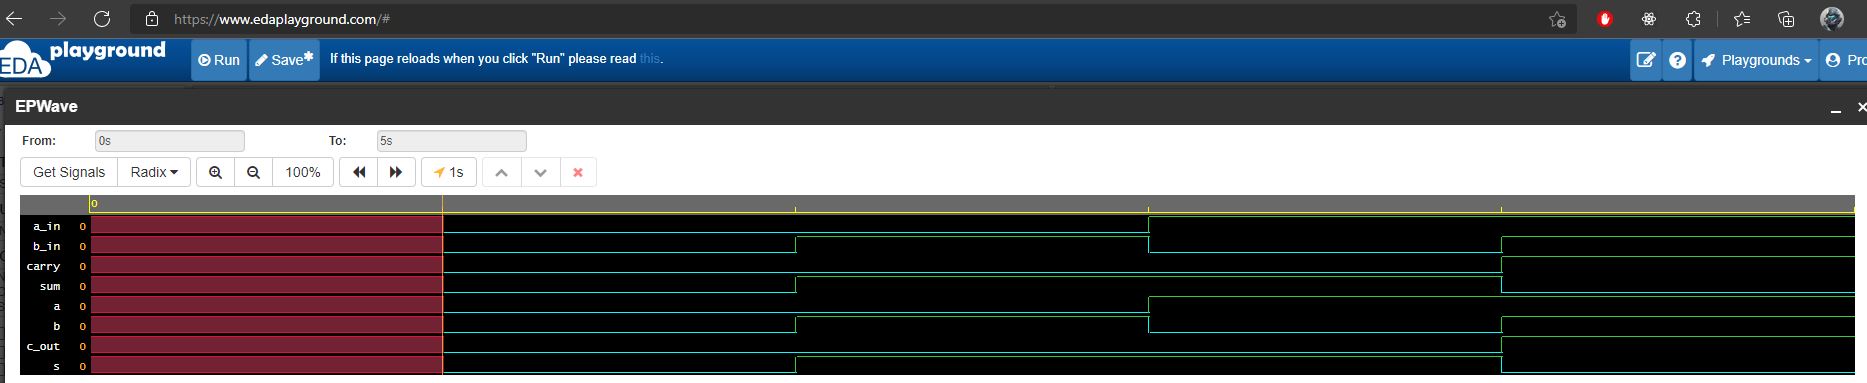 https://www.edaplayground.com/#
EDA playground
Run
Save*
If this page reloads when you click "Run" please read this.
Playgrounds
Pro
EPWave
From: 0s To: 5s
Get Signals Radix 100% 1s
0
a_in 0
b_in 0
carry 0
sum 0
a 0
b 0
c_out 0
s 0